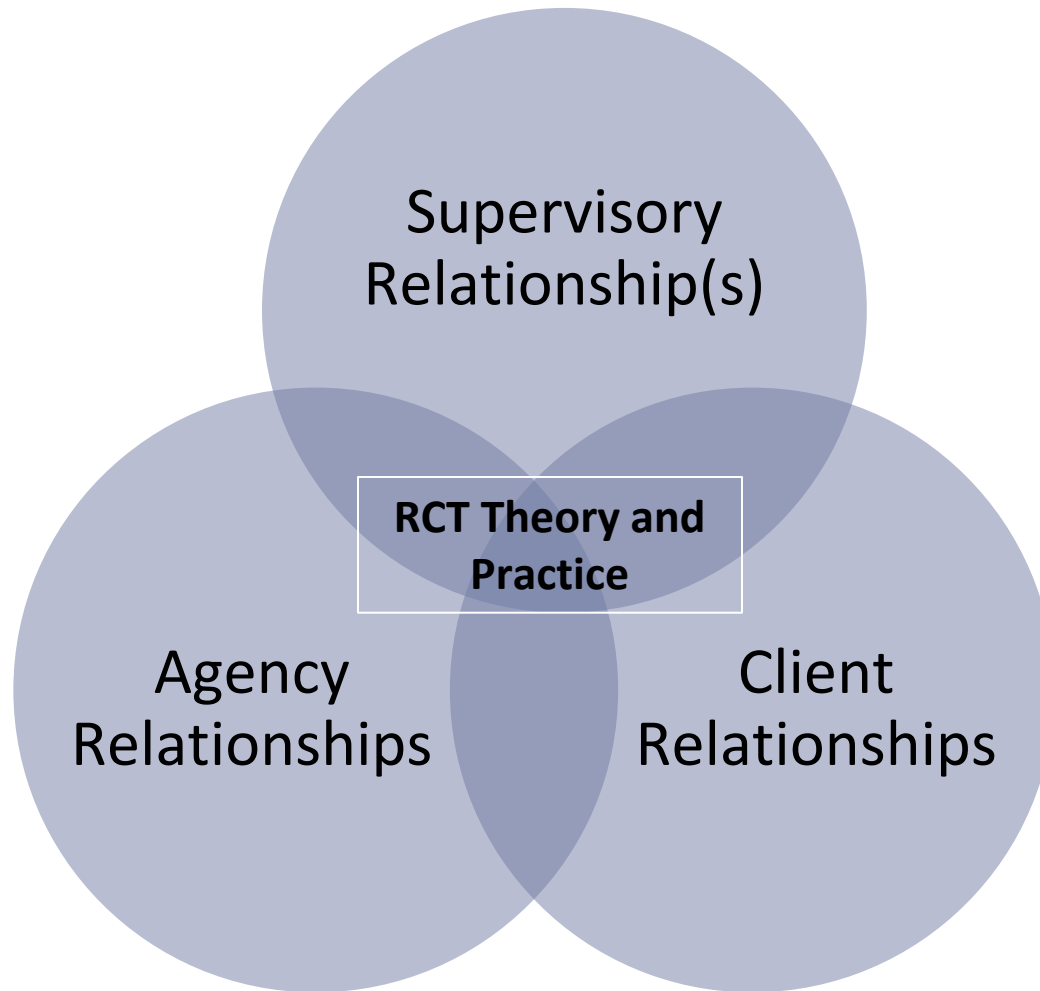 Supervisory
Relationship(s)
RCT Theory and
Practice
Agency
Relationships
Client
Relationships